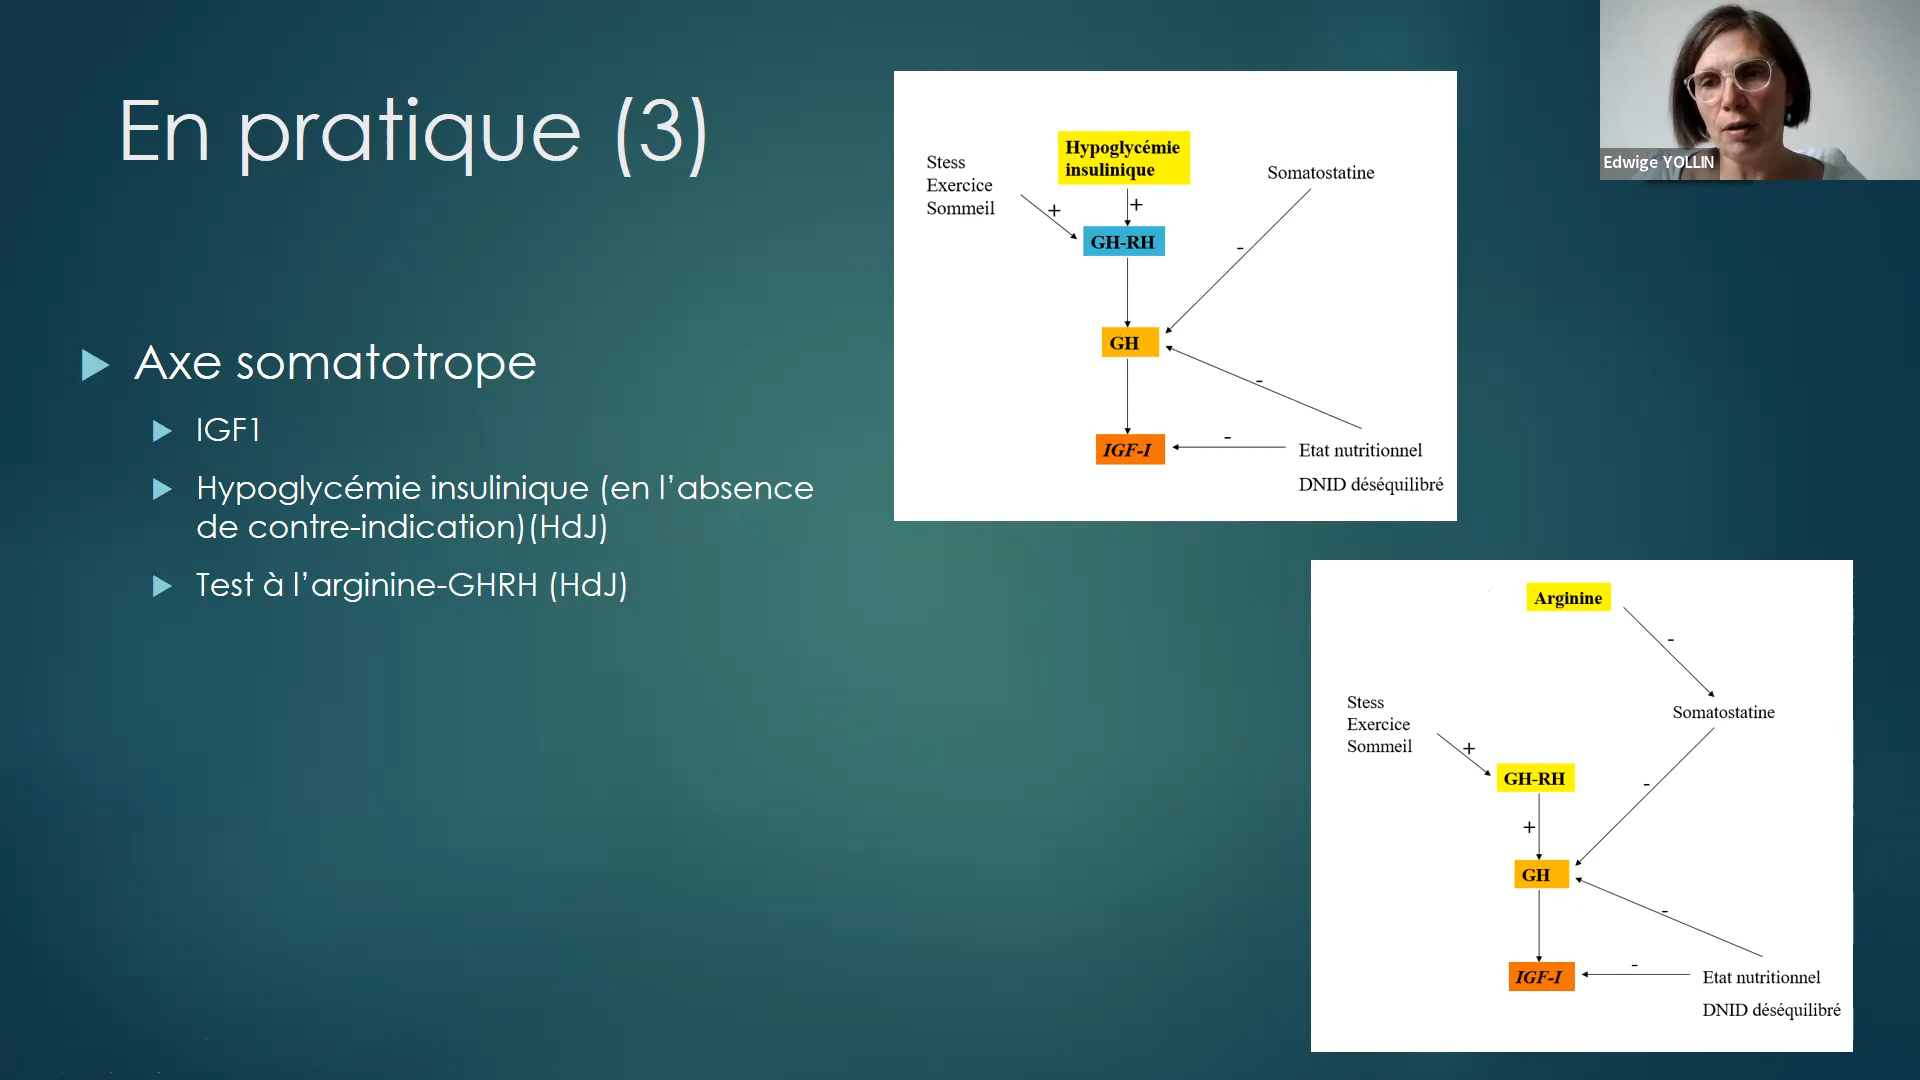 En pratique (3)
Axe somatotrope
IGF1
Hypoglycémie insulinique (en l’absence
de contre-indication)(HdJ)
Test à l’arginine-GHRH (HdJ)
Hypoglycémie
insulinique
Stess
Exercice
Sommeil
Somatostatine
+
+
GH-RH
-
GH
-
IGF-I
-
Etat nutritionnel
DNID déséquilibré
Edwige YOLLIN
Arginine
-
Stess
Exercice
Sommeil
Somatostatine
+
GH-RH
-
+
GH
-
IGF-I
-
Etat nutritionnel
DNID déséquilibré